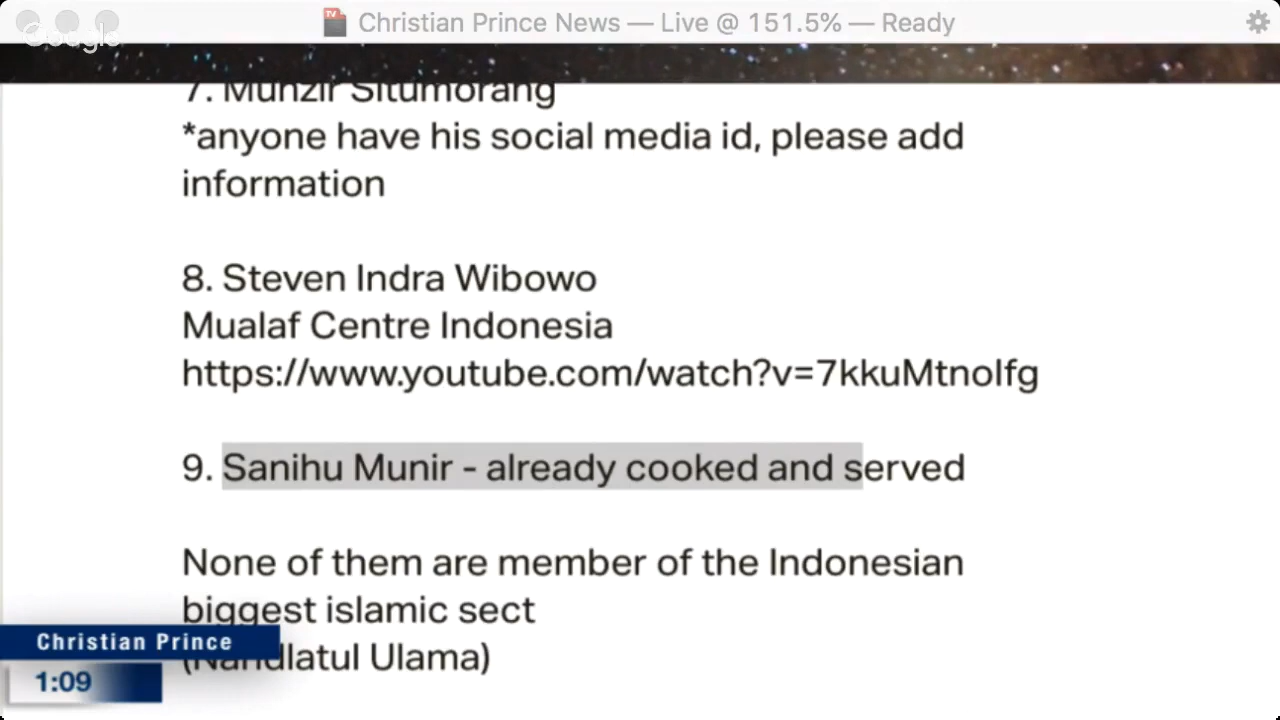 Christian Prince News — Live @ 151.5% — Ready
Google
7. Munzir Situmorang
*anyone have his social media id, please add
information
8. Steven Indra Wibowo
Mualaf Centre Indonesia
https://www.youtube.com/watch?v=7kkuMtnolfg
9. Sanihu Munir - already cooked and served
None of them are member of the Indonesian
biggest islamic sect
(Nahdlatul Ulama)
Christian Prince
1:09